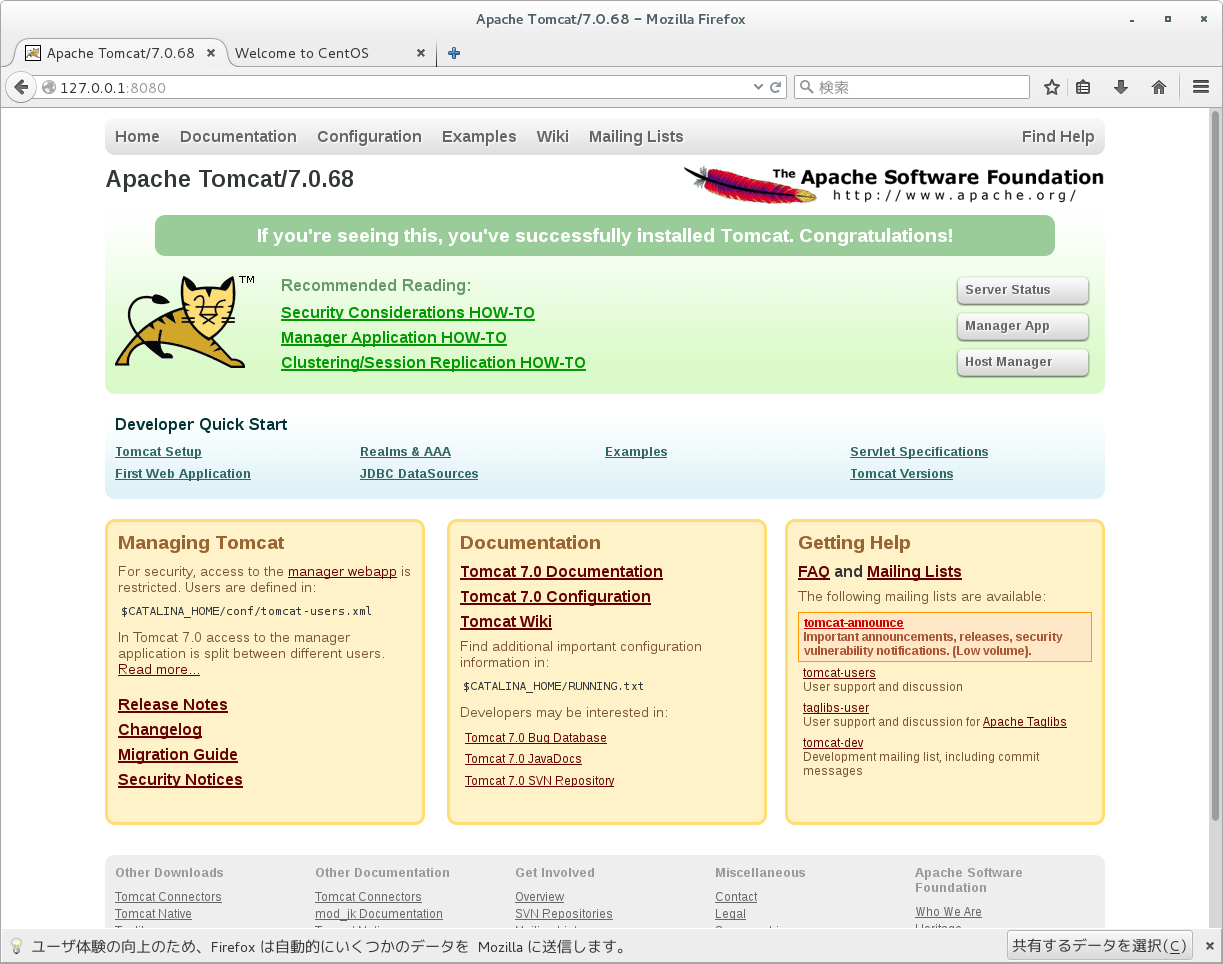 Apache Tomcat/7.0.68 - Mozilla Firefox
Apache Tomcat/7.0.68
Welcome to CentOS
127.0.0.1:8080
検索
Home Documentation Configuration Examples Wiki Mailing Lists Find Help
Apache Tomcat/7.0.68
The Apache Software Foundation
http://www.apache.org/
If you're seeing this, you've successfully installed Tomcat. Congratulations!
TM
Recommended Reading:
Security Considerations HOW-TO
Manager Application HOW-TO
Clustering/Session Replication HOW-TO
Server Status
Manager App
Host Manager
Developer Quick Start
Tomcat Setup
First Web Application
Realms & AAA
JDBC DataSources
Examples
Servlet Specifications
Tomcat Versions
Managing Tomcat
For security, access to the manager webapp is
restricted. Users are defined in:
$CATALINA_HOME/conf/tomcat-users.xml
In Tomcat 7.0 access to the manager
application is split between different users.
Read more...
Release Notes
Changelog
Migration Guide
Security Notices
Documentation
Tomcat 7.0 Documentation
Tomcat 7.0 Configuration
Tomcat Wiki
Find additional important configuration
information in:
$CATALINA_HOME/RUNNING.txt
Developers may be interested in:
Tomcat 7.0 Bug Database
Tomcat 7.0 JavaDocs
Tomcat 7.0 SVN Repository
Getting Help
FAQ and Mailing Lists
The following mailing lists are available:
tomcat-announce
Important announcements, releases, security
vulnerability notifications. (Low volume).
tomcat-users
User support and discussion
taglibs-user
User support and discussion for Apache Taglibs
tomcat-dev
Development mailing list, including commit
messages
Other Downloads
Tomcat Connectors
Tomcat Native
Other Documentation
Tomcat Connectors
mod_jk Documentation
Get Involved
Overview
SVN Repositories
Miscellaneous
Contact
Legal
Apache Software
Foundation
Who We Are
ユーザ体験の向上のため、Firefox は自動的にいくつかのデータを Mozilla に送信します。
共有するデータを選択(C)